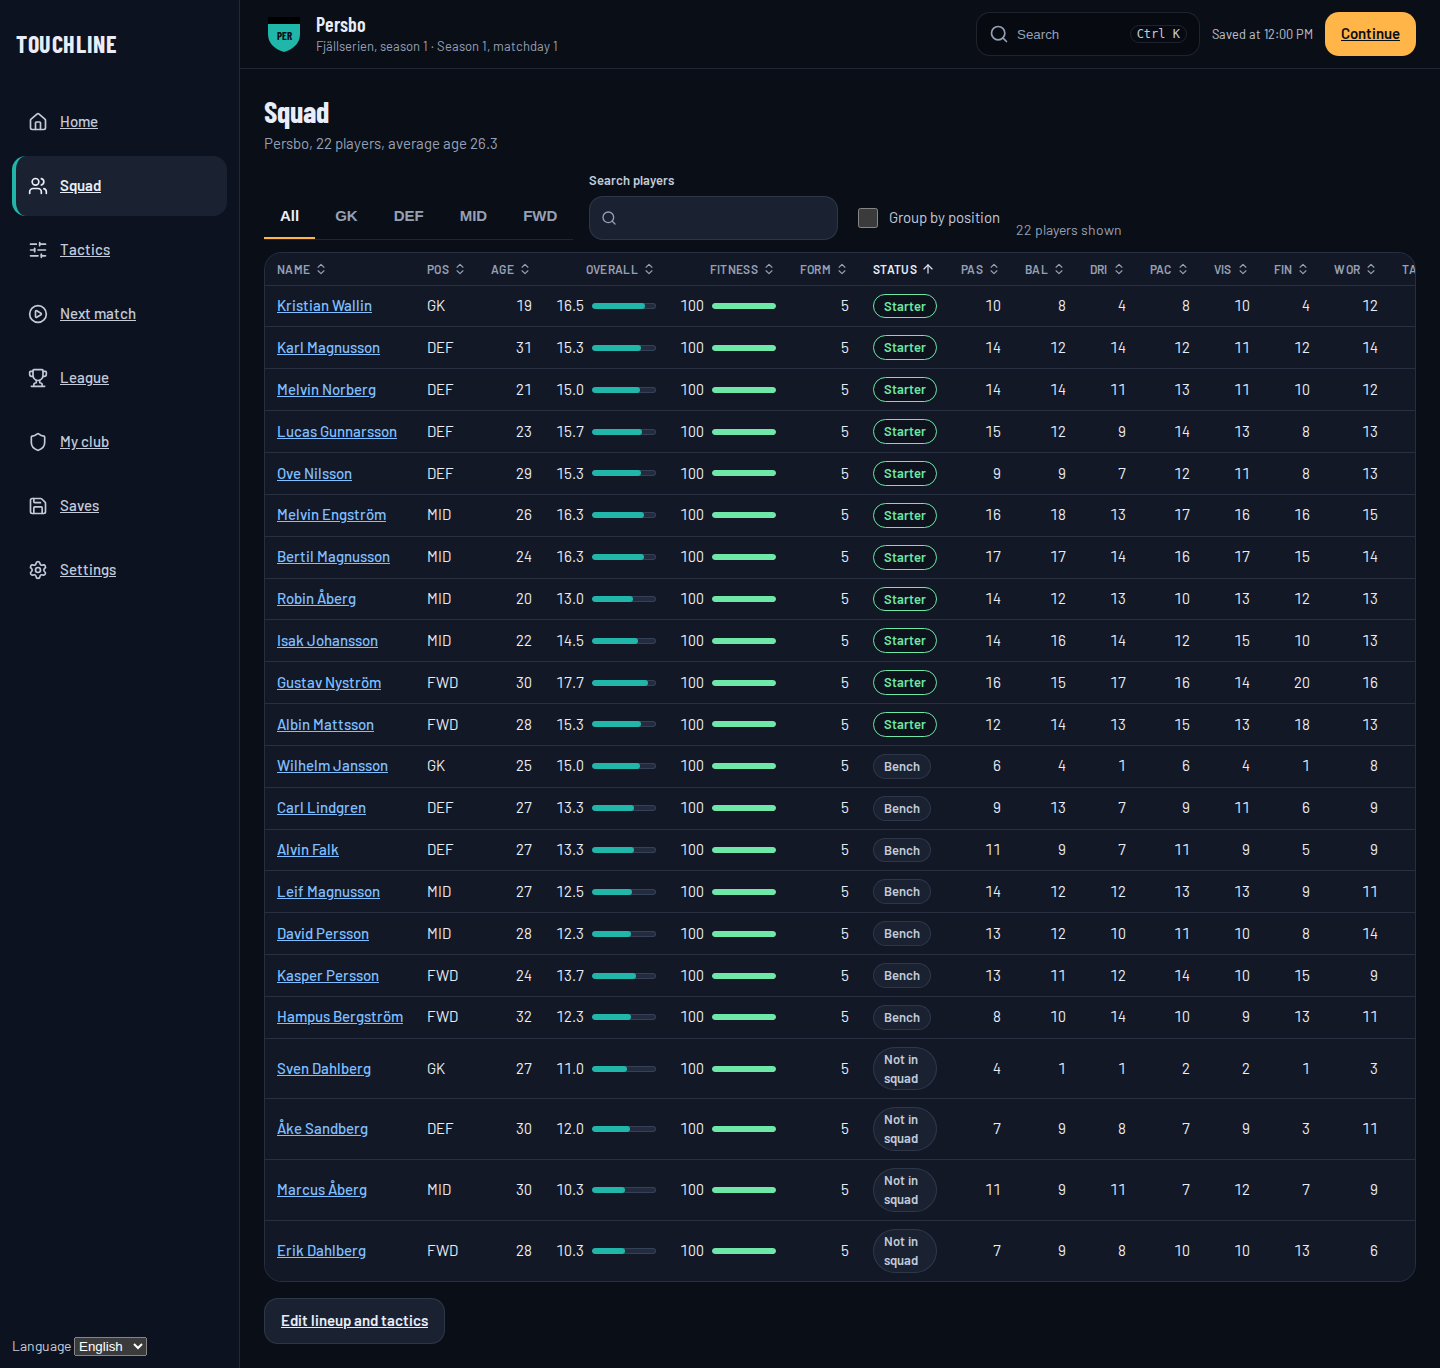 TOUCHLINE
Home
Squad
Tactics
Next match
League
My club
Saves
Settings
Language English
PER
Persbo
Fjällserien, season 1 · Season 1, matchday 1
Search Ctrl K
Saved at 12:00 PM
Continue
Squad
Persbo, 22 players, average age 26.3
Search players
All GK DEF MID FWD
Group by position
22 players shown
NAME POS AGE OVERALL FITNESS FORM STATUS PAS BAL DRI PAC VIS FIN WOR TA
Kristian Wallin GK 19 16.5 100 5 Starter 10 8 4 8 10 4 12
Karl Magnusson DEF 31 15.3 100 5 Starter 14 12 14 12 11 12 14
Melvin Norberg DEF 21 15.0 100 5 Starter 14 14 11 13 11 10 12
Lucas Gunnarsson DEF 23 15.7 100 5 Starter 15 12 9 14 13 8 13
Ove Nilsson DEF 29 15.3 100 5 Starter 9 9 7 12 11 8 13
Melvin Engström MID 26 16.3 100 5 Starter 16 18 13 17 16 16 15
Bertil Magnusson MID 24 16.3 100 5 Starter 17 17 14 16 17 15 14
Robin Åberg MID 20 13.0 100 5 Starter 14 12 13 10 13 12 13
Isak Johansson MID 22 14.5 100 5 Starter 14 16 14 12 15 10 13
Gustav Nyström FWD 30 17.7 100 5 Starter 16 15 17 16 14 20 16
Albin Mattsson FWD 28 15.3 100 5 Starter 12 14 13 15 13 18 13
Wilhelm Jansson GK 25 15.0 100 5 Bench 6 4 1 6 4 1 8
Carl Lindgren DEF 27 13.3 100 5 Bench 9 13 7 9 11 6 9
Alvin Falk DEF 27 13.3 100 5 Bench 11 9 7 11 9 5 9
Leif Magnusson MID 27 12.5 100 5 Bench 14 12 12 13 13 9 11
David Persson MID 28 12.3 100 5 Bench 13 12 10 11 10 8 14
Kasper Persson FWD 24 13.7 100 5 Bench 13 11 12 14 10 15 9
Hampus Bergström FWD 32 12.3 100 5 Bench 8 10 14 10 9 13 11
Sven Dahlberg GK 27 11.0 100 5 Not in squad 4 1 1 2 2 1 3
Åke Sandberg DEF 30 12.0 100 5 Not in squad 7 9 8 7 9 3 11
Marcus Åberg MID 30 10.3 100 5 Not in squad 11 9 11 7 12 7 9
Erik Dahlberg FWD 28 10.3 100 5 Not in squad 7 9 8 10 10 13 6
Edit lineup and tactics